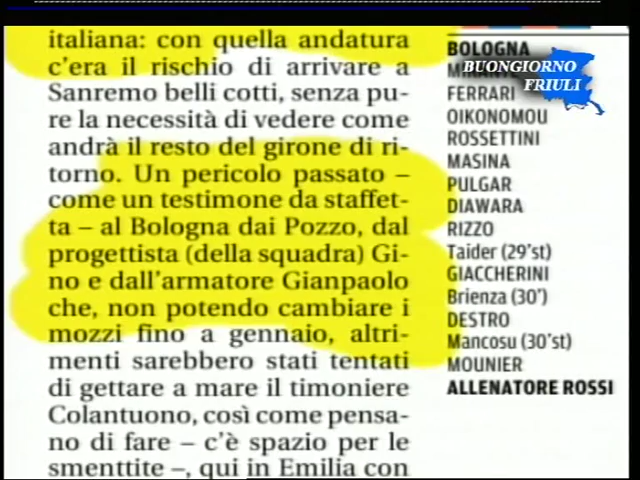 italiana: con quella andatura
c'era il rischio di arrivare a
Sanremo belli cotti, senza pu-
re la necessità di vedere come
andrà il resto del girone di ri-
torno. Un pericolo passato –
come un testimone da staffet-
ta – al Bologna dai Pozzo, dal
progettista (della squadra) Gi-
no e dall'armatore Gianpaolo
che, non potendo cambiare i
mozzi fino a gennaio, altri-
menti sarebbero stati tentati
di gettare a mare il timoniere
Colantuono, così come pensa-
no di fare – c'è spazio per le
smenttite –, qui in Emilia con
BOLOGNA
BUONGIORNO
FRIULI
FERRARI
OIKONOMOU
ROSSETTINI
MASINA
PULGAR
DIAWARA
RIZZO
Taider (29'st)
GIACCHERINI
Brienza (30')
DESTRO
Mancosu (30'st)
MOUNIER
ALLENATORE ROSSI